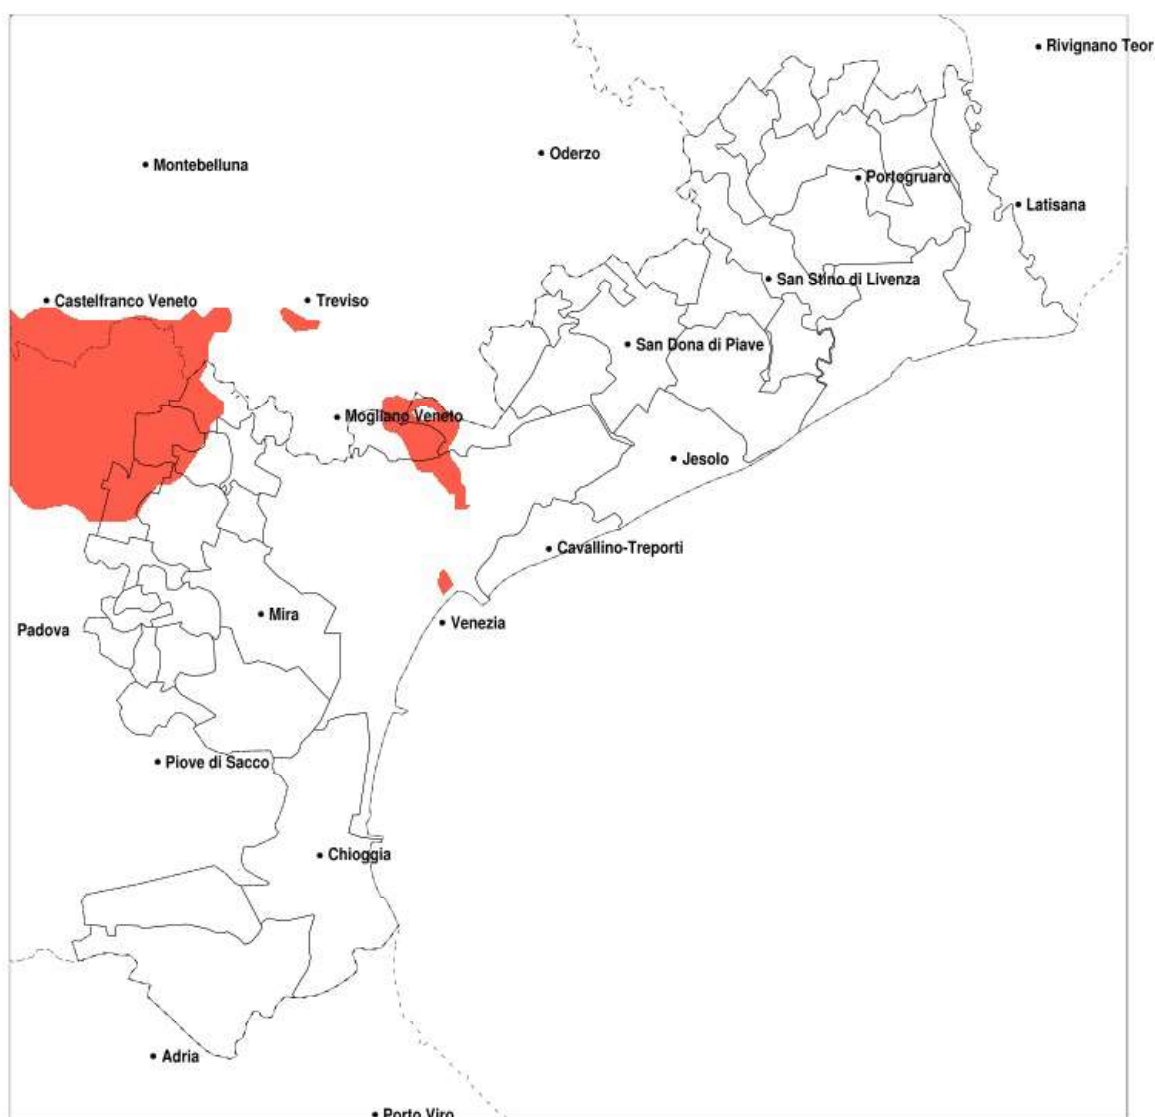 Rivignano Teor
Oderzo
Montebelluna
Portogruaro
Latisana
San Stino di Livenza
Castelfranco Veneto
Treviso
San Dona di Piave
Mogliano Veneto
Jesolo
Cavallino-Treporti
Mira
Venezia
Padova
Piove di Sacco
Chioggia
Adria
Porto Viro